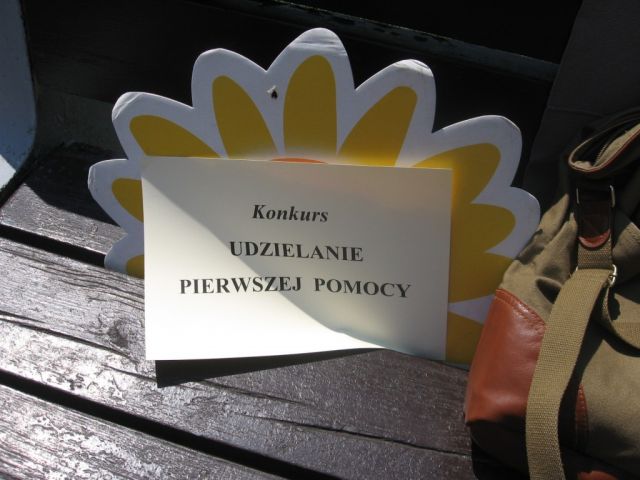 Konkurs
UDZIELANIE
PIERWSZEJ POMOCY